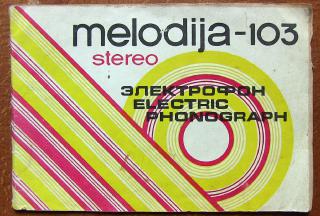 melodija-103
stereo
ЭЛЕКТРОФОН
ELECTRIC
PHONOGRAPH